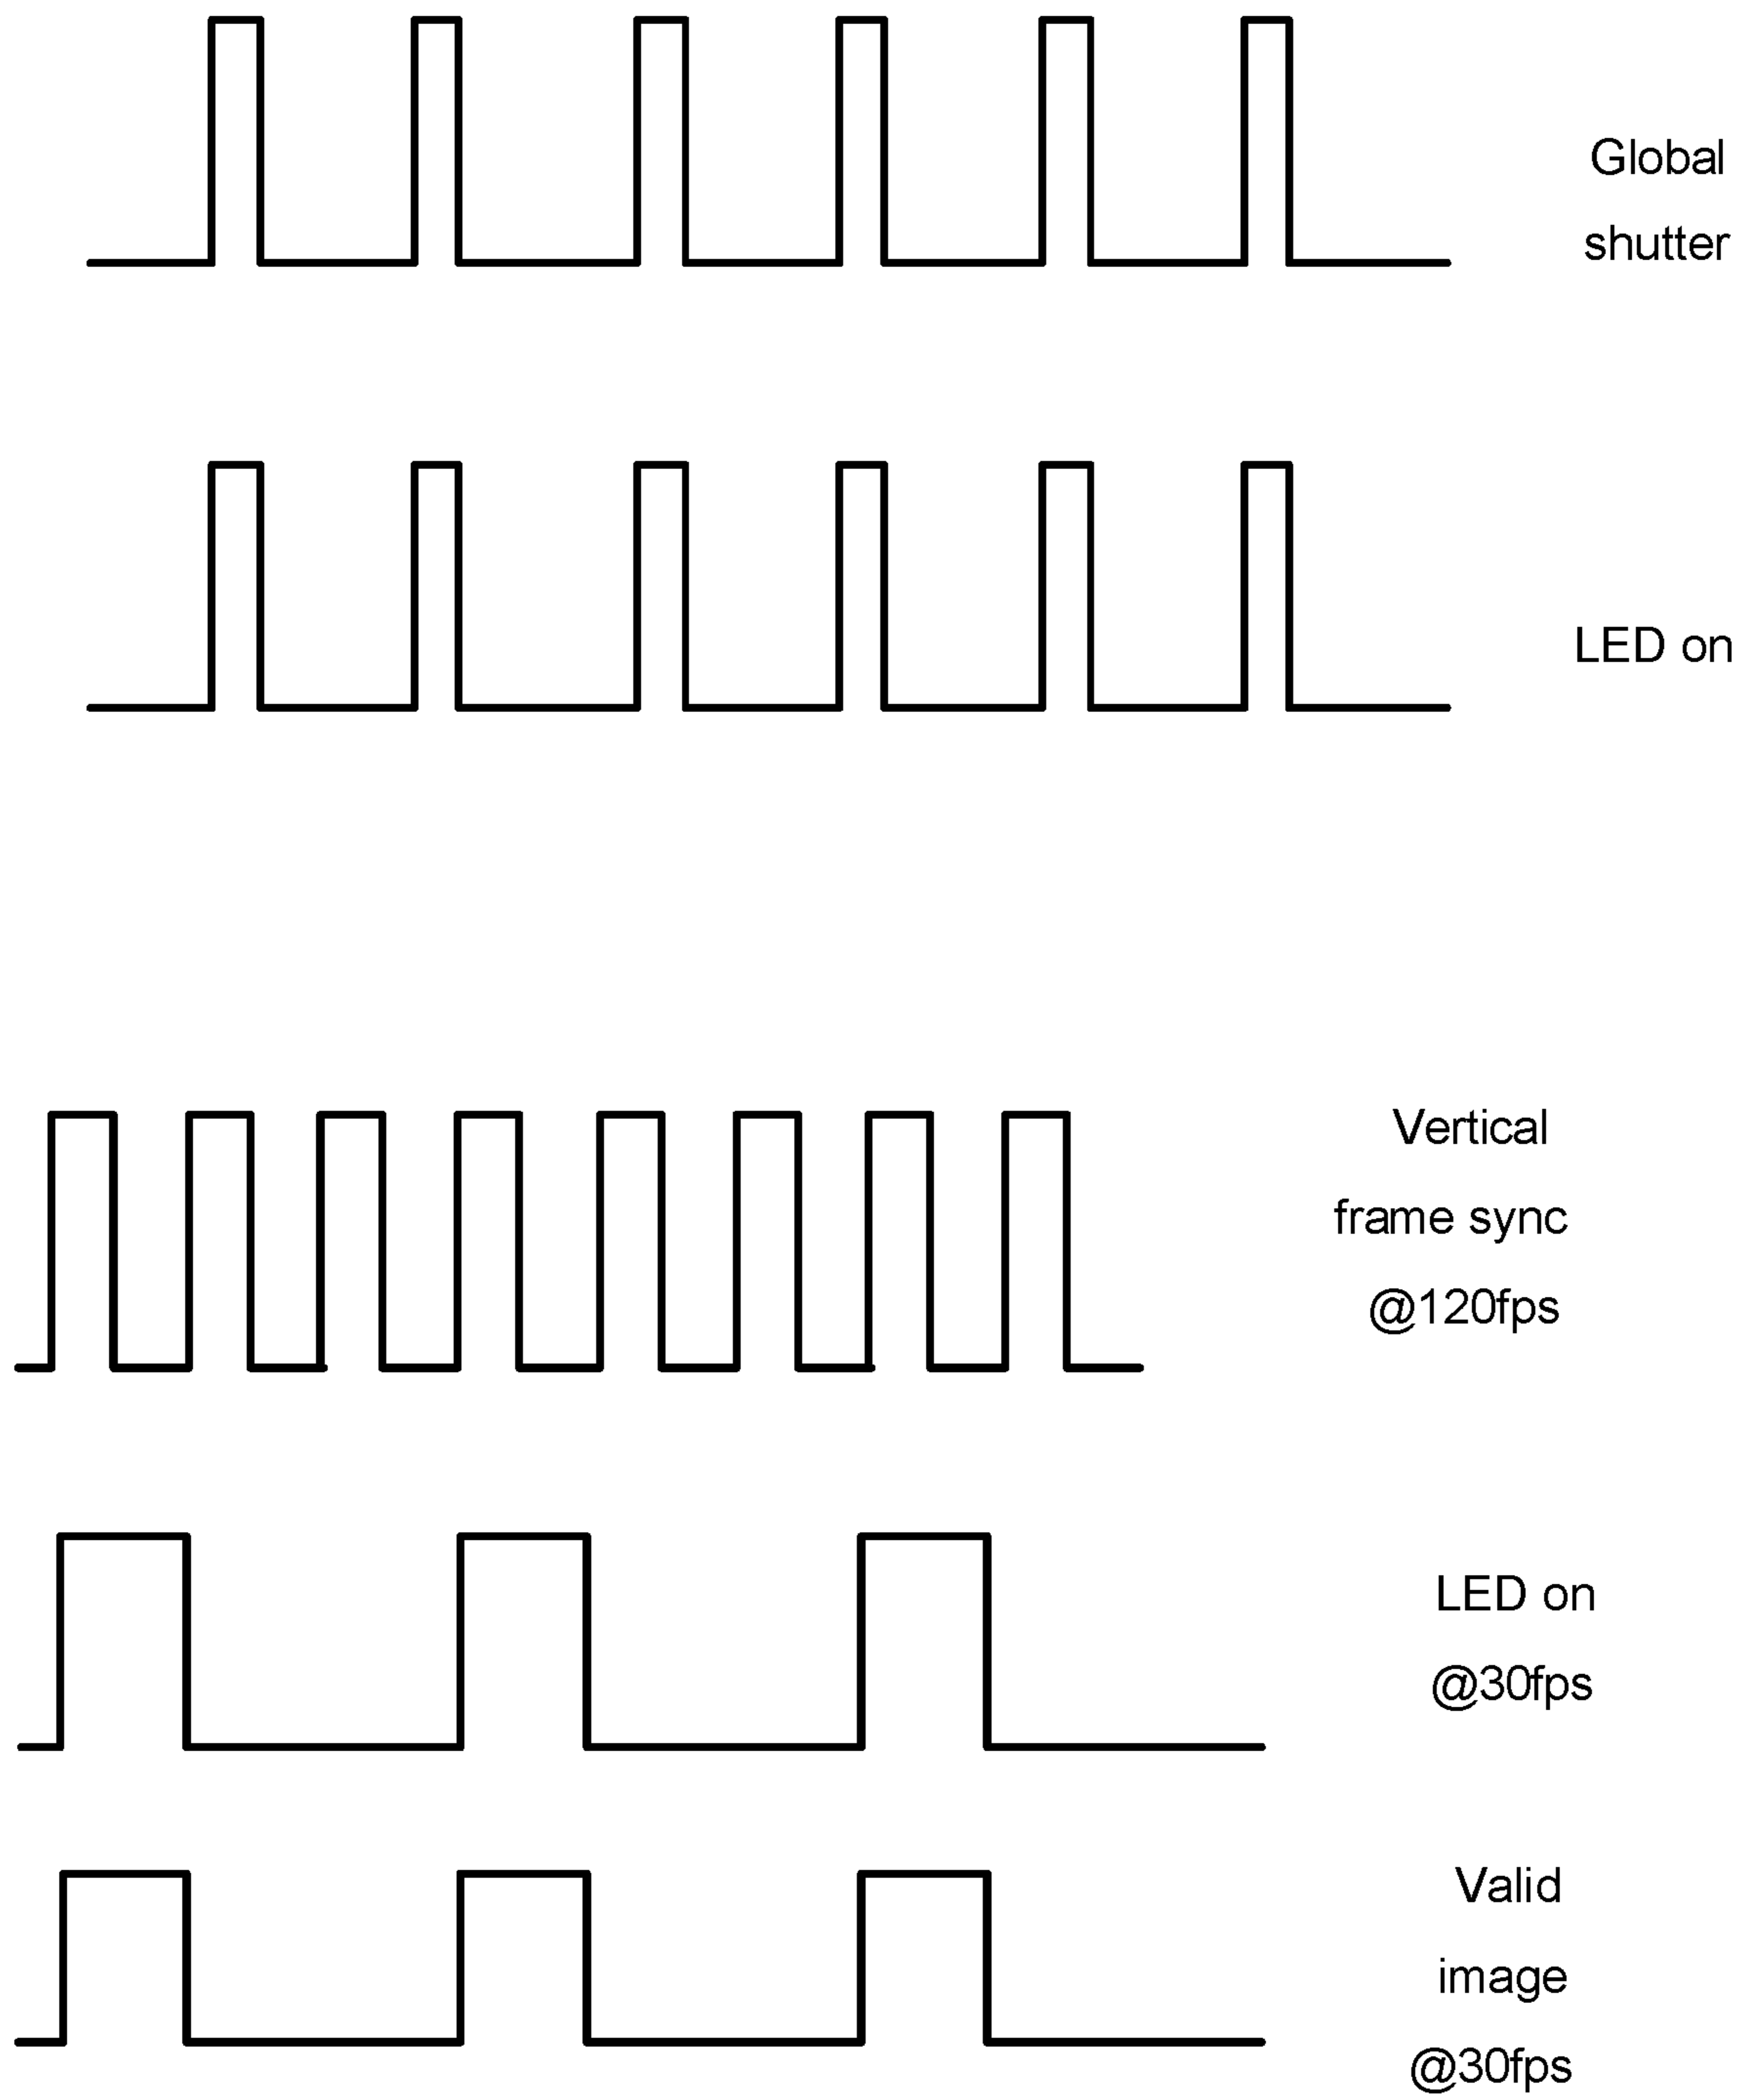 Global
shutter
LED on
Vertical
frame sync
@120fps
LED on
@30fps
Valid
image
@30fps